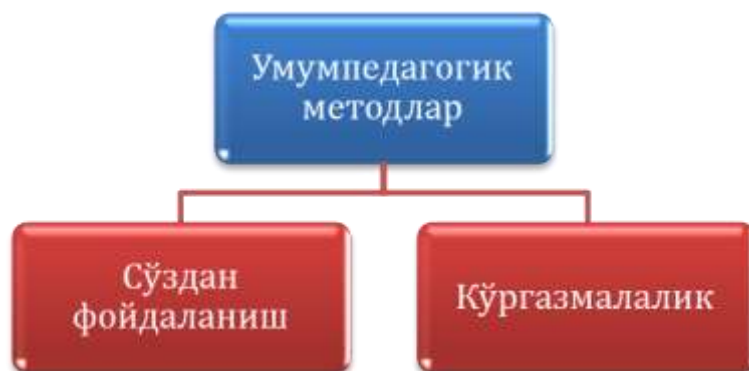 Умумпедагогик
методлар
Сўздан
фойдаланиш
Кўргазмалалик